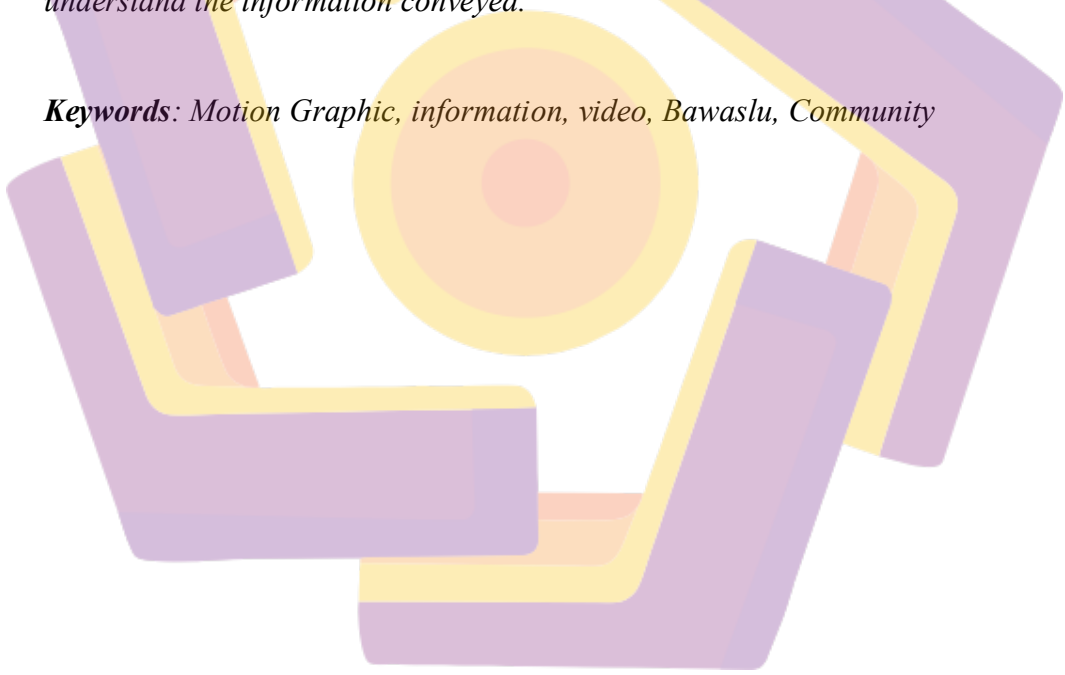 understand the information conveyed.
Keywords: Motion Graphic, information, video, Bawaslu, Community